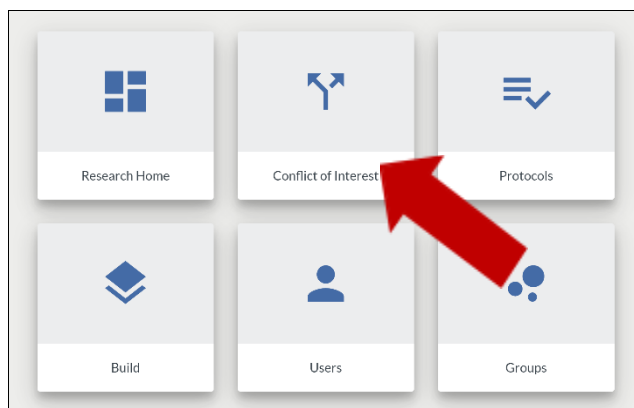 Research Home
Conflict of Interest
Protocols
Build
Users
Groups